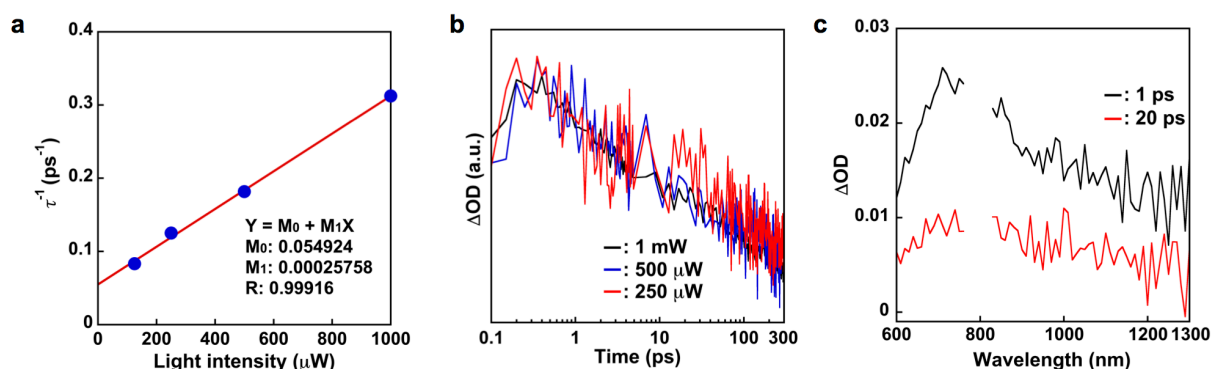 a
0.4
0.3
0.2
0.1
0
τ⁻¹ (ps⁻¹)
Y = M₀ + M₁X
M₀: 0.054924
M₁: 0.00025758
R: 0.99916
0 200 400 600 800 1000
Light intensity (μW)
b
ΔOD (a.u.)
: 1 mW
: 500 μW
: 250 μW
0.1 1 10 100 300
Time (ps)
c
0.03
0.02
0.01
0
ΔOD
: 1 ps
: 20 ps
600 800 1000 1200 1300
Wavelength (nm)